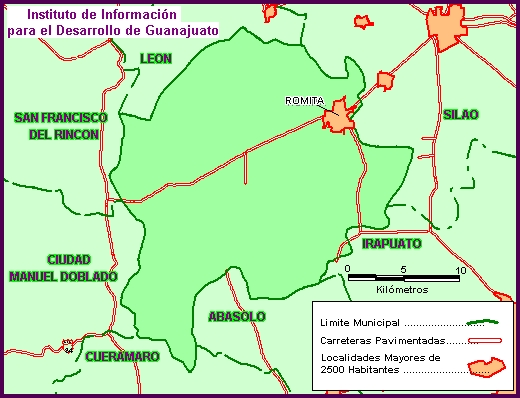 Instituto de Información
para el Desarrollo de Guanajuato
LEON
ROMITA
SAN FRANCISCO
DEL RINCON
SILAO
IRAPUATO
CIUDAD
MANUEL DOBLADO
0 5 10
Kilómetros
ABASOLO
CUERAMARO
Limite Municipal ........................
Carreteras Pavimentadas...........
Localidades Mayores de
2500 Habitantes ........................